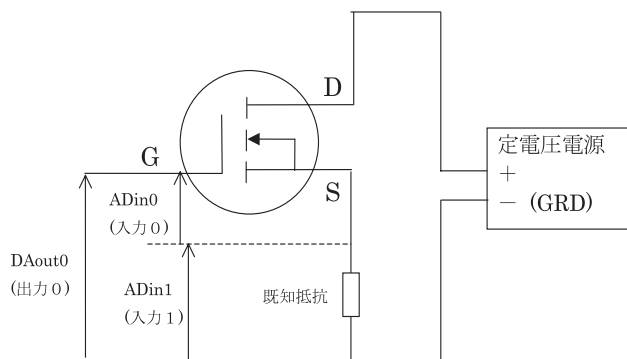 D
G
S
定電圧電源
+
− (GRD)
ADin0
(入力0)
DAout0
(出力0)
ADin1
(入力1)
既知抵抗